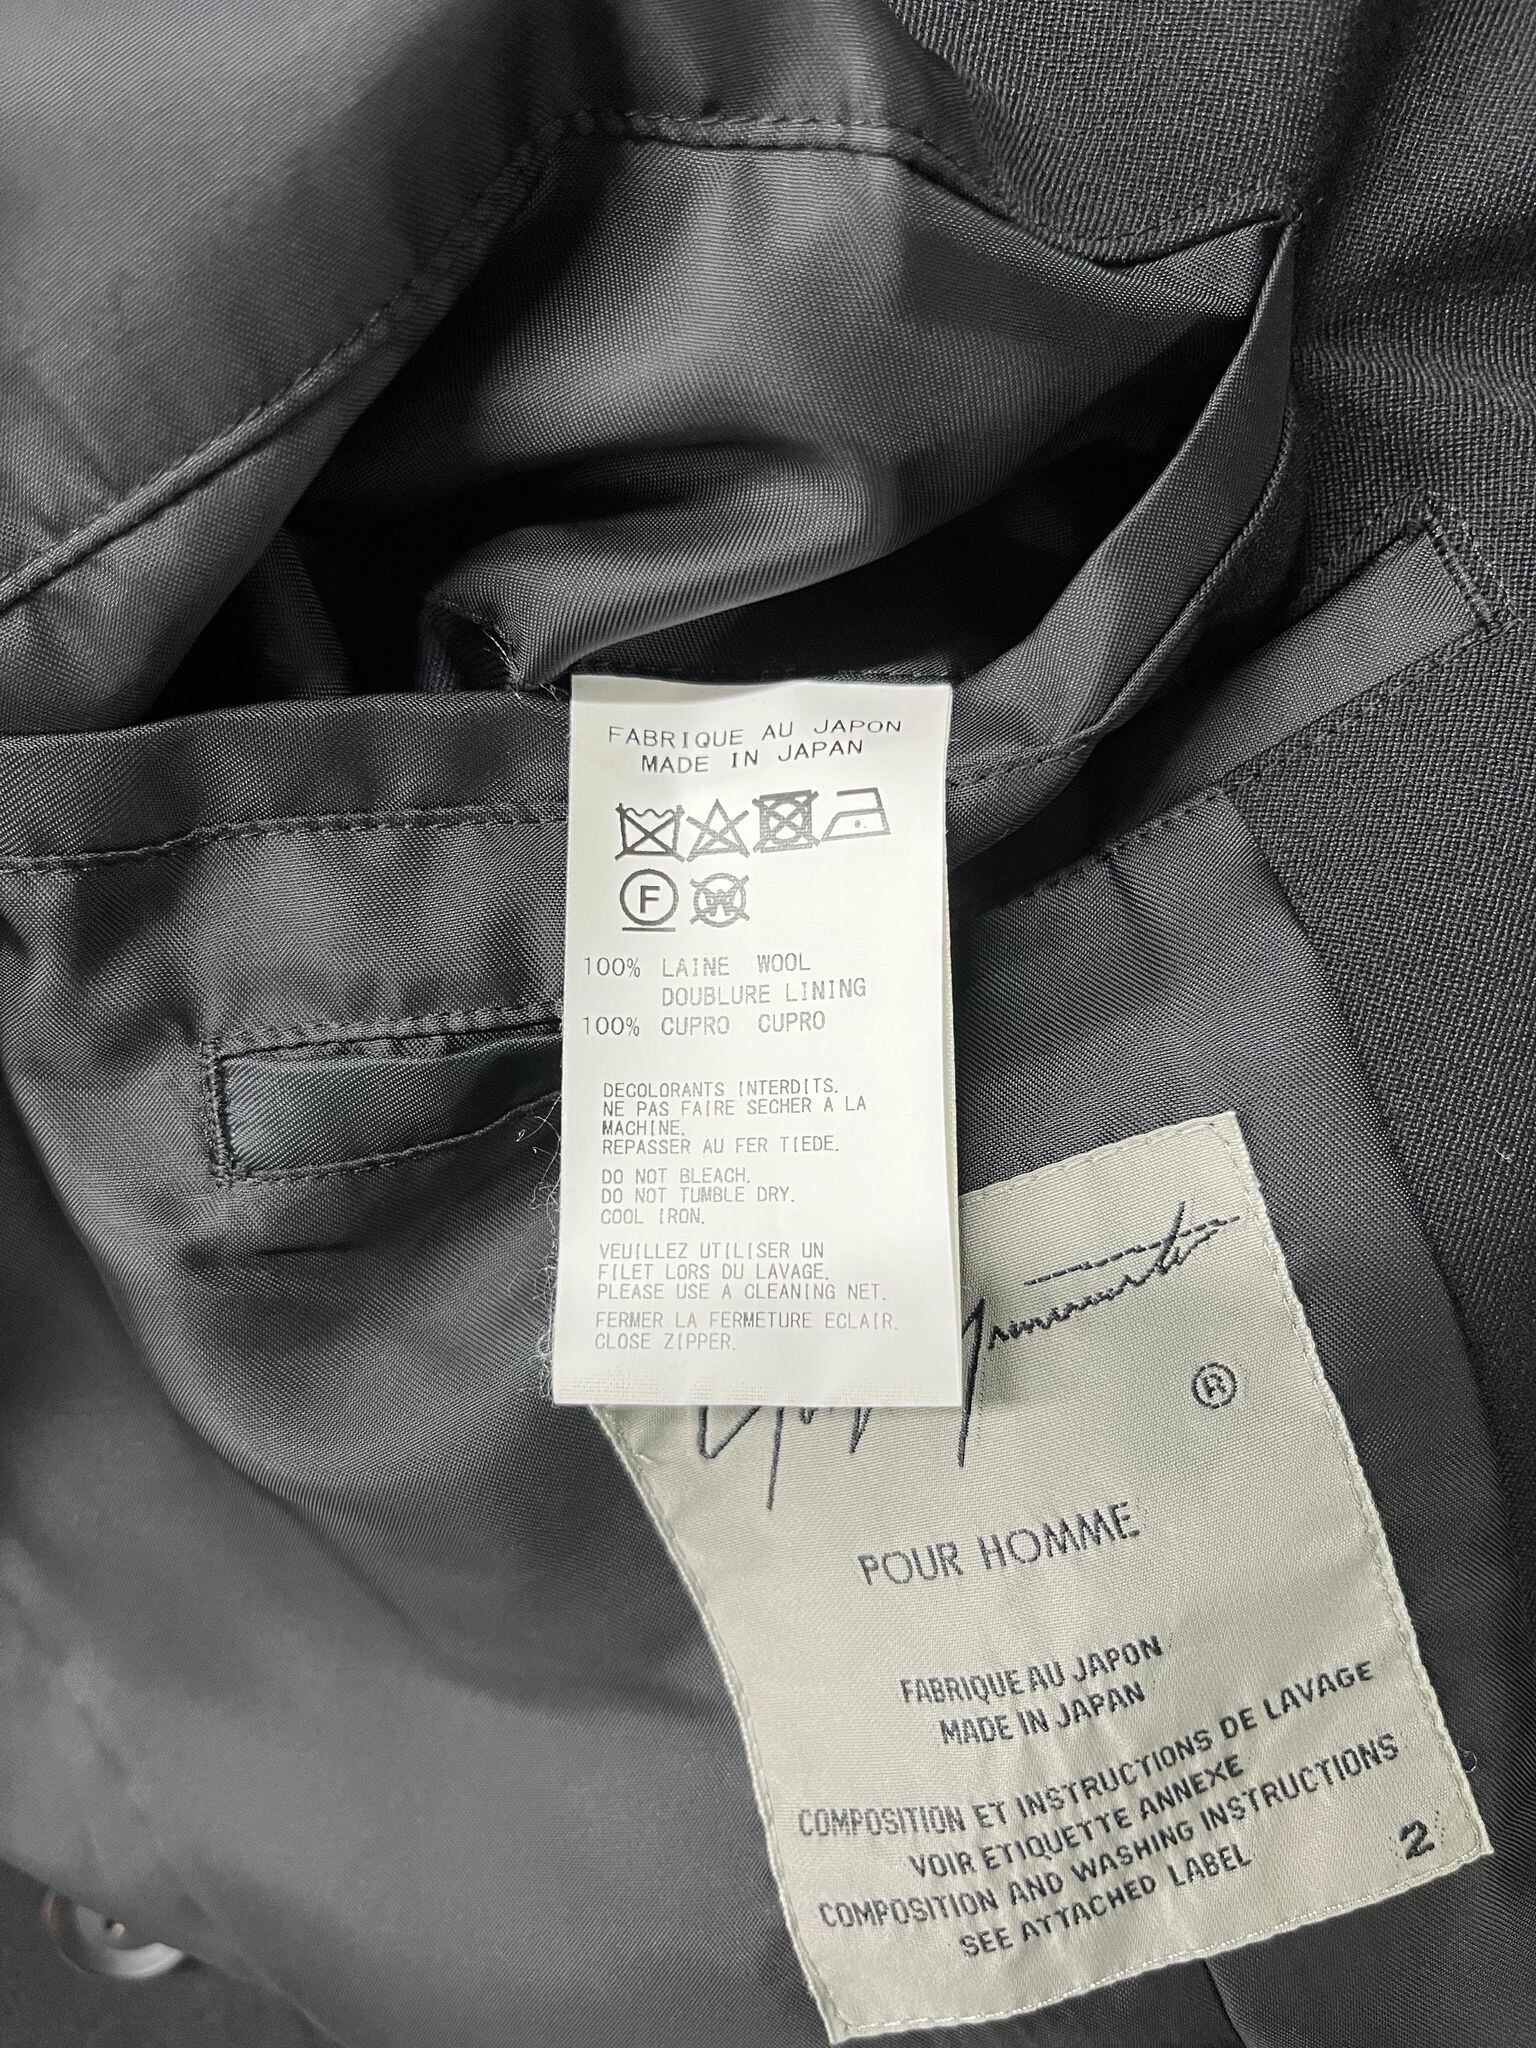 FABRIQUE AU JAPON
MADE IN JAPAN
F W
100% LAINE WOOL
DOUBLURE LINING
100% CUPRO CUPRO
DECOLORANTS INTERDITS.
NE PAS FAIRE SECHER A LA
MACHINE.
REPASSER AU FER TIEDE.
DO NOT BLEACH.
DO NOT TUMBLE DRY.
COOL IRON.
VEUILLEZ UTILISER UN
FILET LORS DU LAVAGE.
PLEASE USE A CLEANING NET.
FERMER LA FERMETURE ECLAIR.
CLOSE ZIPPER.
®
POUR HOMME
FABRIQUE AU JAPON
MADE IN JAPAN
COMPOSITION ET INSTRUCTIONS DE LAVAGE
VOIR ETIQUETTE ANNEXE
COMPOSITION AND WASHING INSTRUCTIONS
SEE ATTACHED LABEL
2